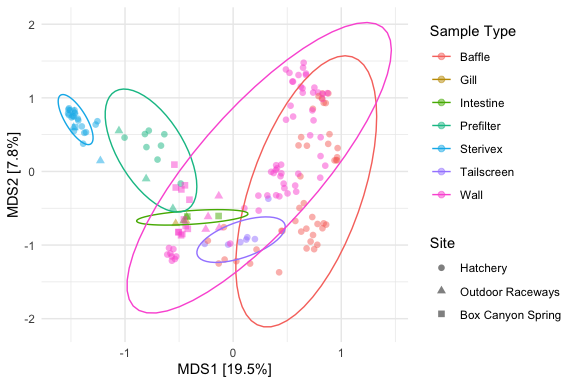 2
1
0
-1
-2
MDS2 [7.8%]
-1
0
1
MDS1 [19.5%]
Sample Type
Baffle
Gill
Intestine
Prefilter
Sterivex
Tailscreen
Wall
Site
Hatchery
Outdoor Raceways
Box Canyon Spring